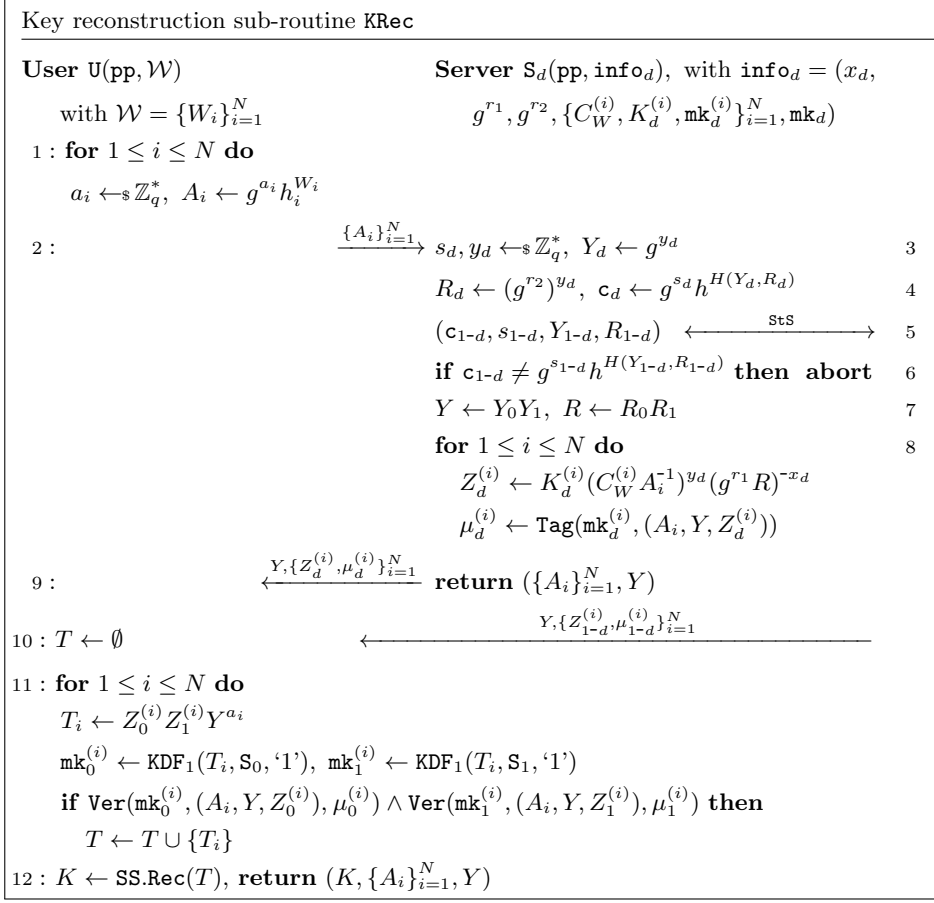 Key reconstruction sub-routine KRec
User U(pp, 𝒲) Server S_d(pp, info_d), with info_d = (x_d,
with 𝒲 = {W_i}_{i=1}^N g^{r_1}, g^{r_2}, {C_W^{(i)}, K_d^{(i)}, mk_d^{(i)}}_{i=1}^N, mk_d)
1 : for 1 ≤ i ≤ N do
a_i ←$ ℤ_q^*, A_i ← g^{a_i} h_i^{W_i}
2 : {A_i}_{i=1}^N → s_d, y_d ←$ ℤ_q^*, Y_d ← g^{y_d} 3
R_d ← (g^{r_2})^{y_d}, c_d ← g^{s_d} h^{H(Y_d,R_d)} 4
(c_{1-d}, s_{1-d}, Y_{1-d}, R_{1-d}) ←StS→ 5
if c_{1-d} ≠ g^{s_{1-d}} h^{H(Y_{1-d},R_{1-d})} then abort 6
Y ← Y_0Y_1, R ← R_0R_1 7
for 1 ≤ i ≤ N do 8
Z_d^{(i)} ← K_d^{(i)} (C_W^{(i)} A_i^{-1})^{y_d} (g^{r_1} R)^{-x_d}
μ_d^{(i)} ← Tag(mk_d^{(i)}, (A_i, Y, Z_d^{(i)}))
9 : Y,{Z_d^{(i)},μ_d^{(i)}}_{i=1}^N ← return ({A_i}_{i=1}^N, Y)
10 : T ← ∅ Y,{Z_{1-d}^{(i)},μ_{1-d}^{(i)}}_{i=1}^N ←
11 : for 1 ≤ i ≤ N do
T_i ← Z_0^{(i)} Z_1^{(i)} Y^{a_i}
mk_0^{(i)} ← KDF_1(T_i, S_0, ‘1’), mk_1^{(i)} ← KDF_1(T_i, S_1, ‘1’)
if Ver(mk_0^{(i)}, (A_i, Y, Z_0^{(i)}), μ_0^{(i)}) ∧ Ver(mk_1^{(i)}, (A_i, Y, Z_1^{(i)}), μ_1^{(i)}) then
T ← T ∪ {T_i}
12 : K ← SS.Rec(T), return (K, {A_i}_{i=1}^N, Y)